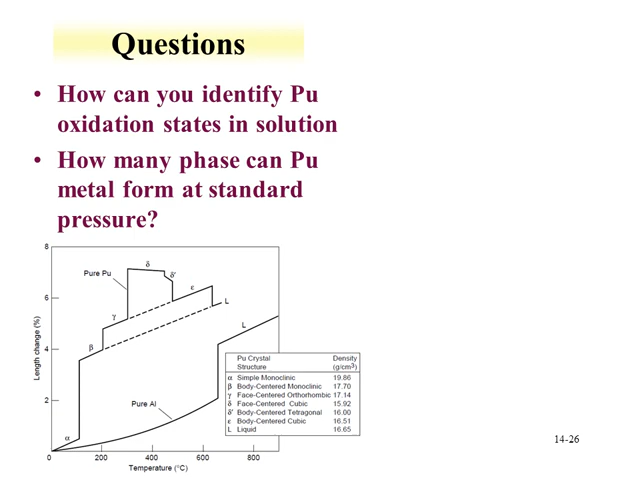 Questions
• How can you identify Pu
oxidation states in solution
• How many phase can Pu
metal form at standard
pressure?
8
6
4
2
Length change (%)
Pure Pu
δ
δ'
ε
γ
β
α
L
L
Pure Al
0
200
400
600
800
Temperature (°C)
Pu Crystal Structure Density (g/cm³)
α Simple Monoclinic 19.86
β Body-Centered Monoclinic 17.70
γ Face-Centered Orthorhombic 17.14
δ Face-Centered Cubic 15.92
δ' Body-Centered Tetragonal 16.00
ε Body-Centered Cubic 16.51
L Liquid 16.65
14-26